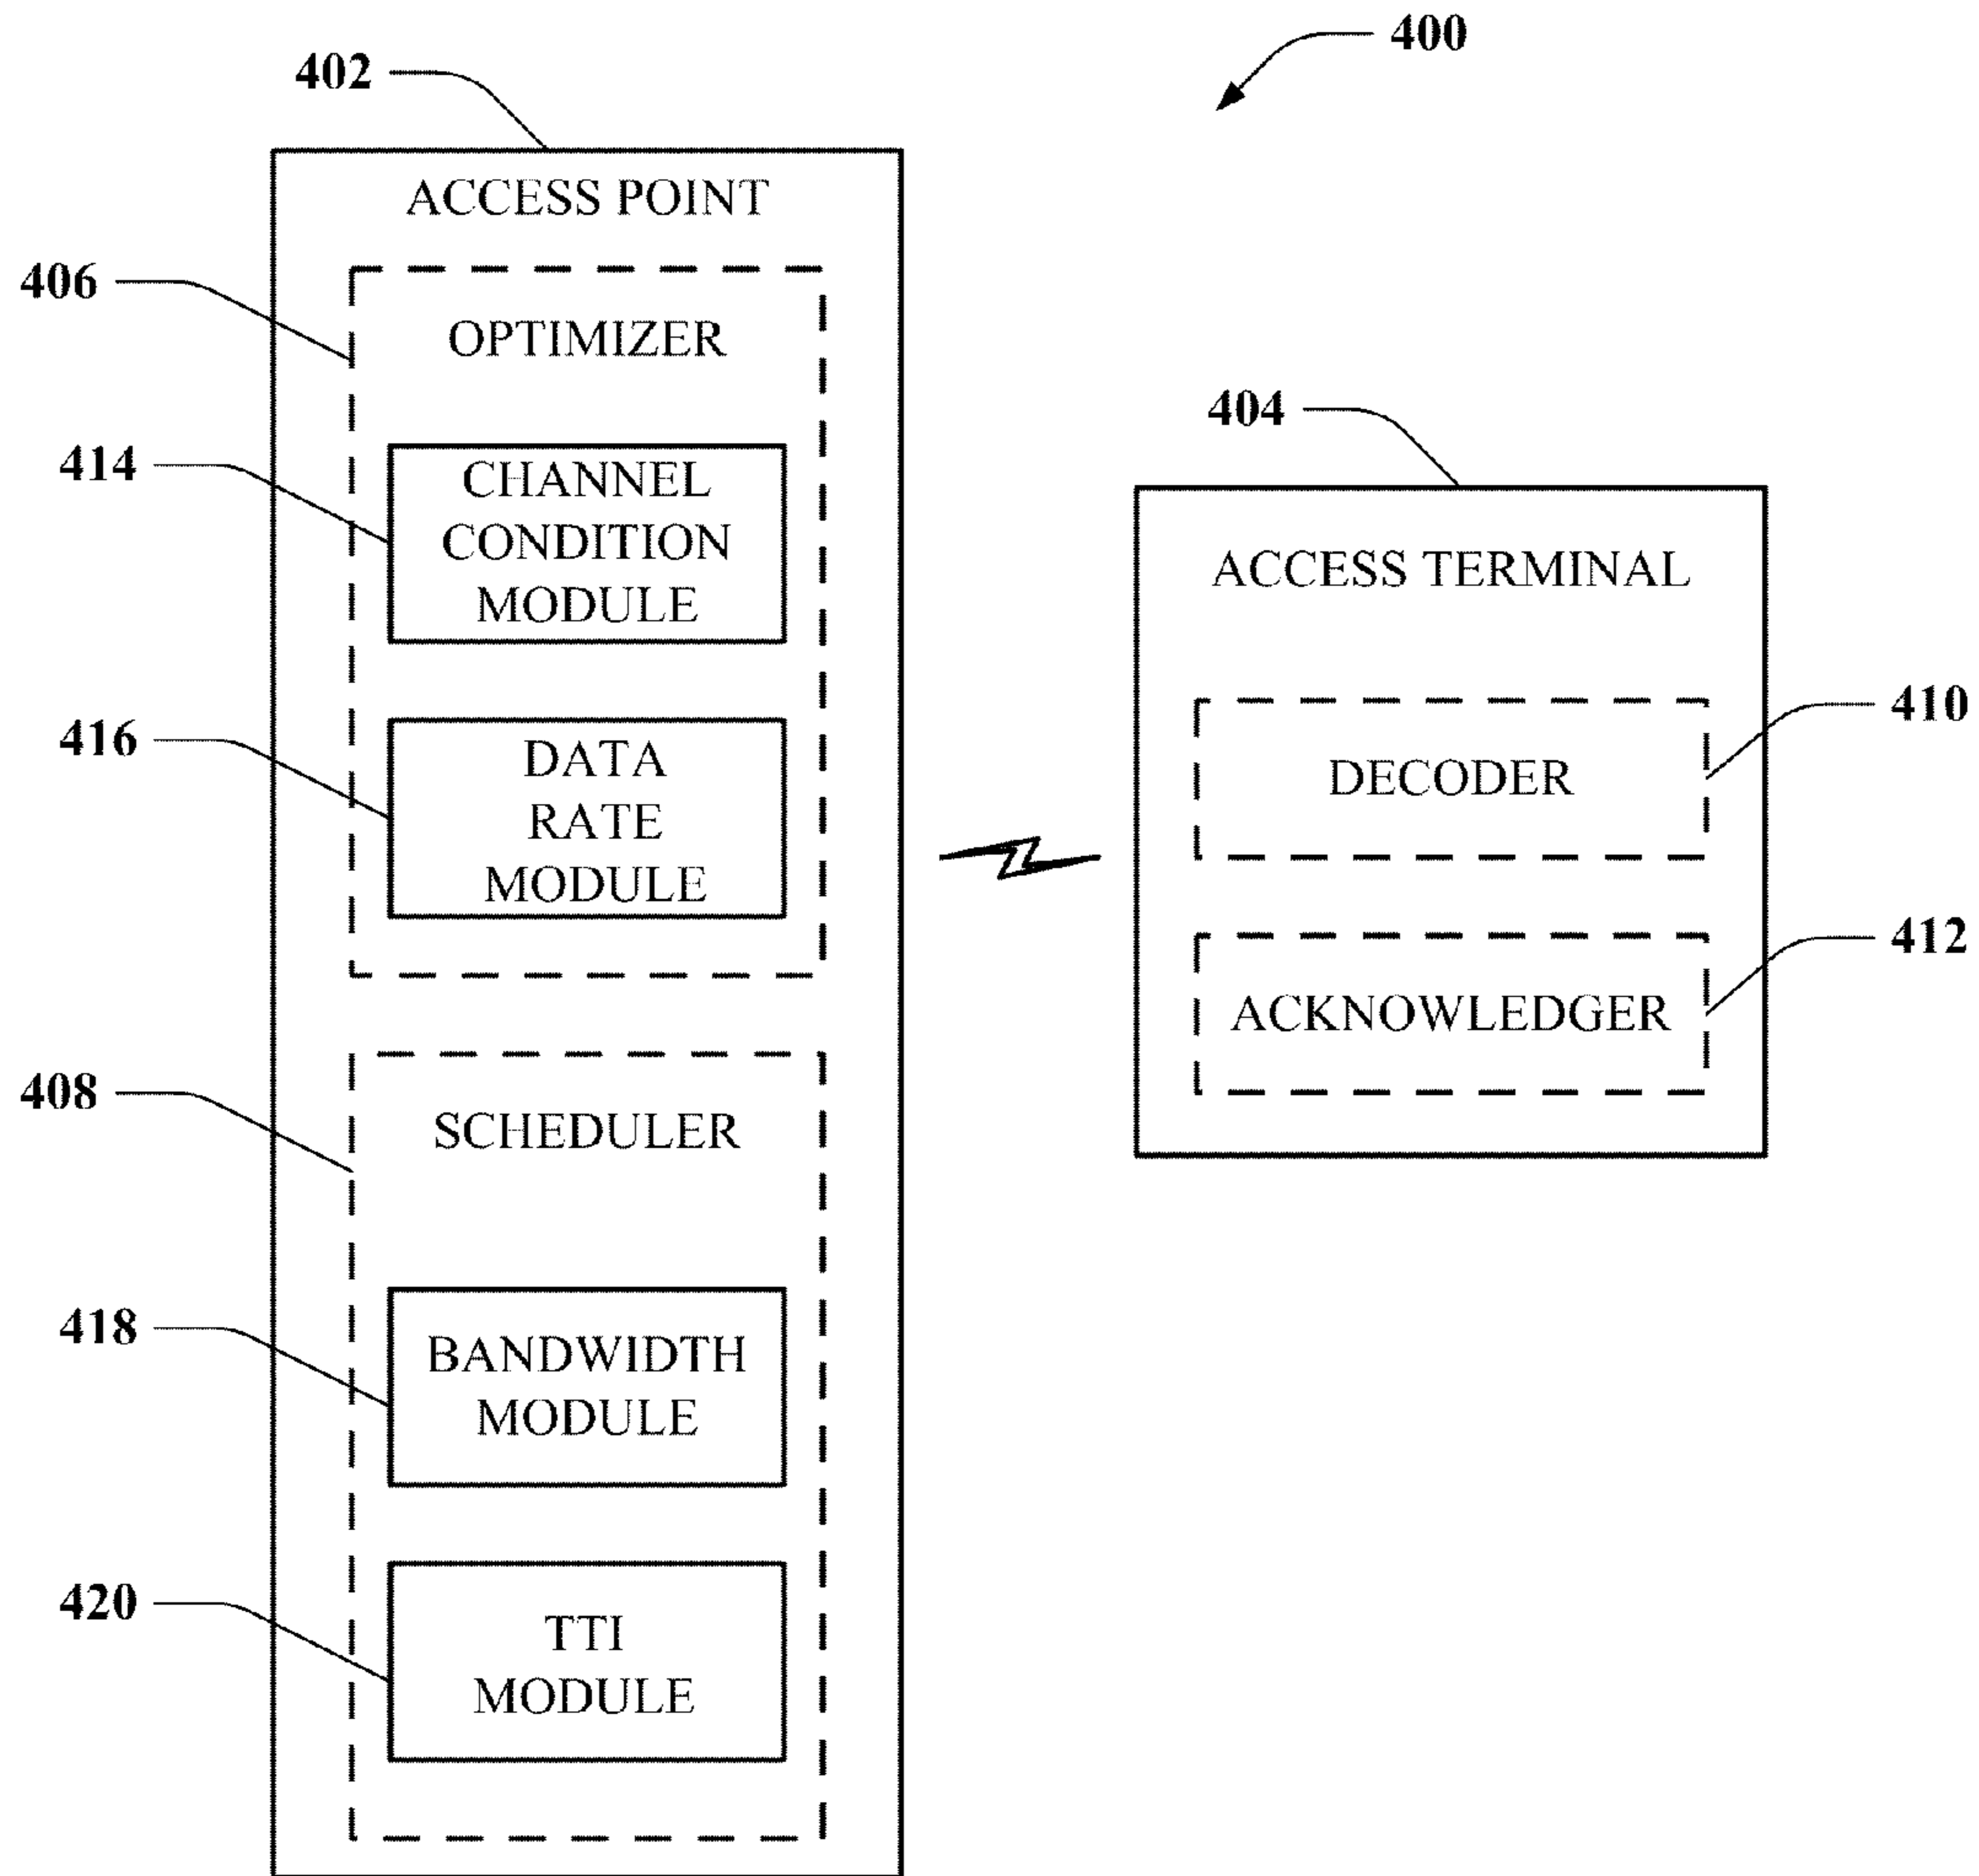 400
402
ACCESS POINT
406
OPTIMIZER
414
CHANNEL
CONDITION
MODULE
416
DATA
RATE
MODULE
408
SCHEDULER
418
BANDWIDTH
MODULE
420
TTI
MODULE
404
ACCESS TERMINAL
410
DECODER
412
ACKNOWLEDGER